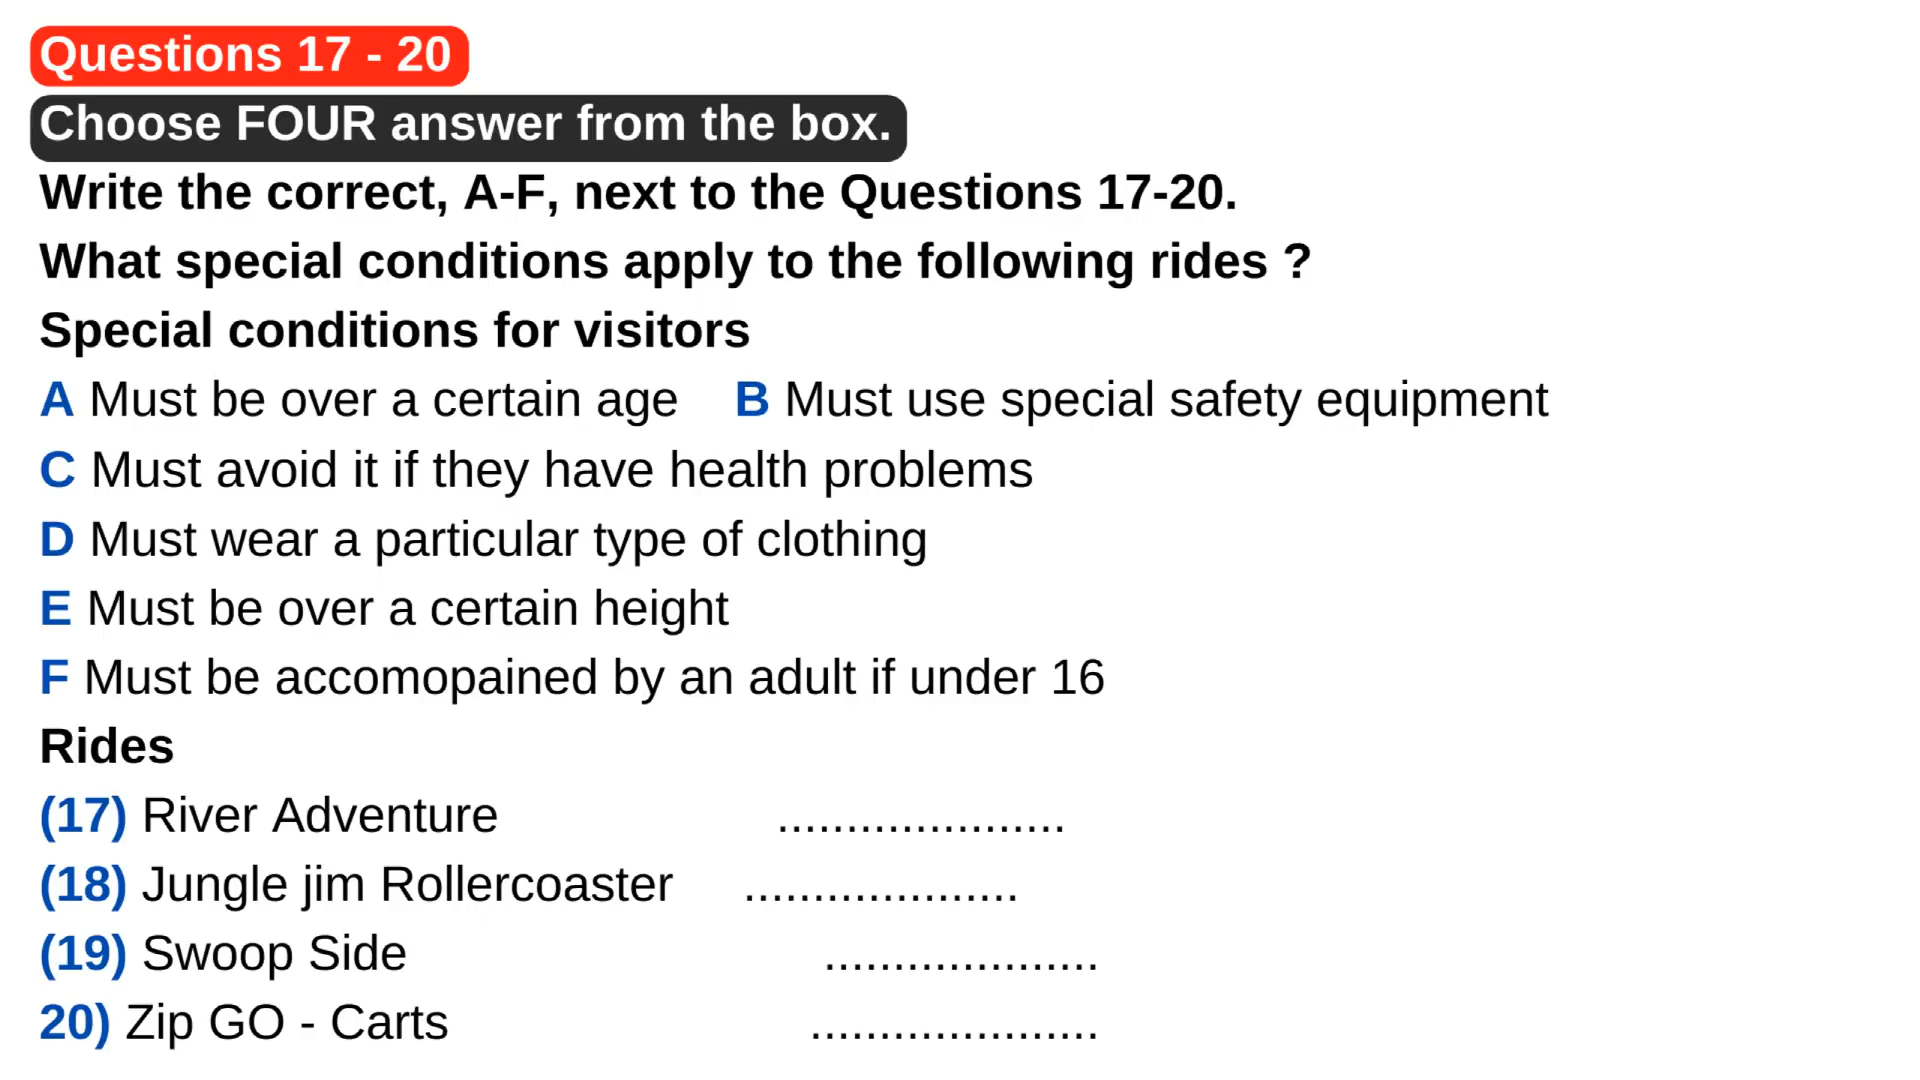 Questions 17 - 20
Choose FOUR answer from the box.
Write the correct, A-F, next to the Questions 17-20.
What special conditions apply to the following rides ?
Special conditions for visitors
A Must be over a certain age B Must use special safety equipment
C Must avoid it if they have health problems
D Must wear a particular type of clothing
E Must be over a certain height
F Must be accomopained by an adult if under 16
Rides
(17) River Adventure .....................
(18) Jungle jim Rollercoaster ....................
(19) Swoop Side ....................
20) Zip GO - Carts .....................